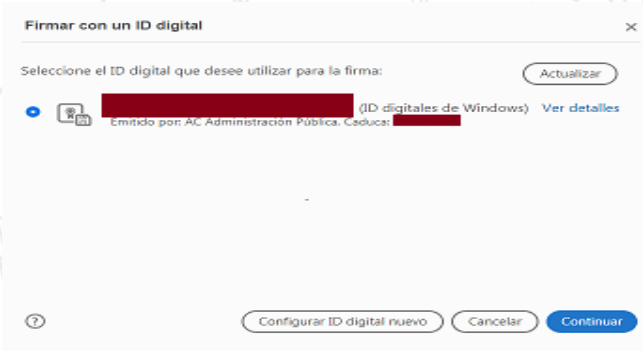 Firmar con un ID digital
Seleccione el ID digital que desee utilizar para la firma:
Actualizar
(ID digitales de Windows) Ver detalles
Emitido por: AC Administración Pública. Caduca:
Configurar ID digital nuevo Cancelar Continuar